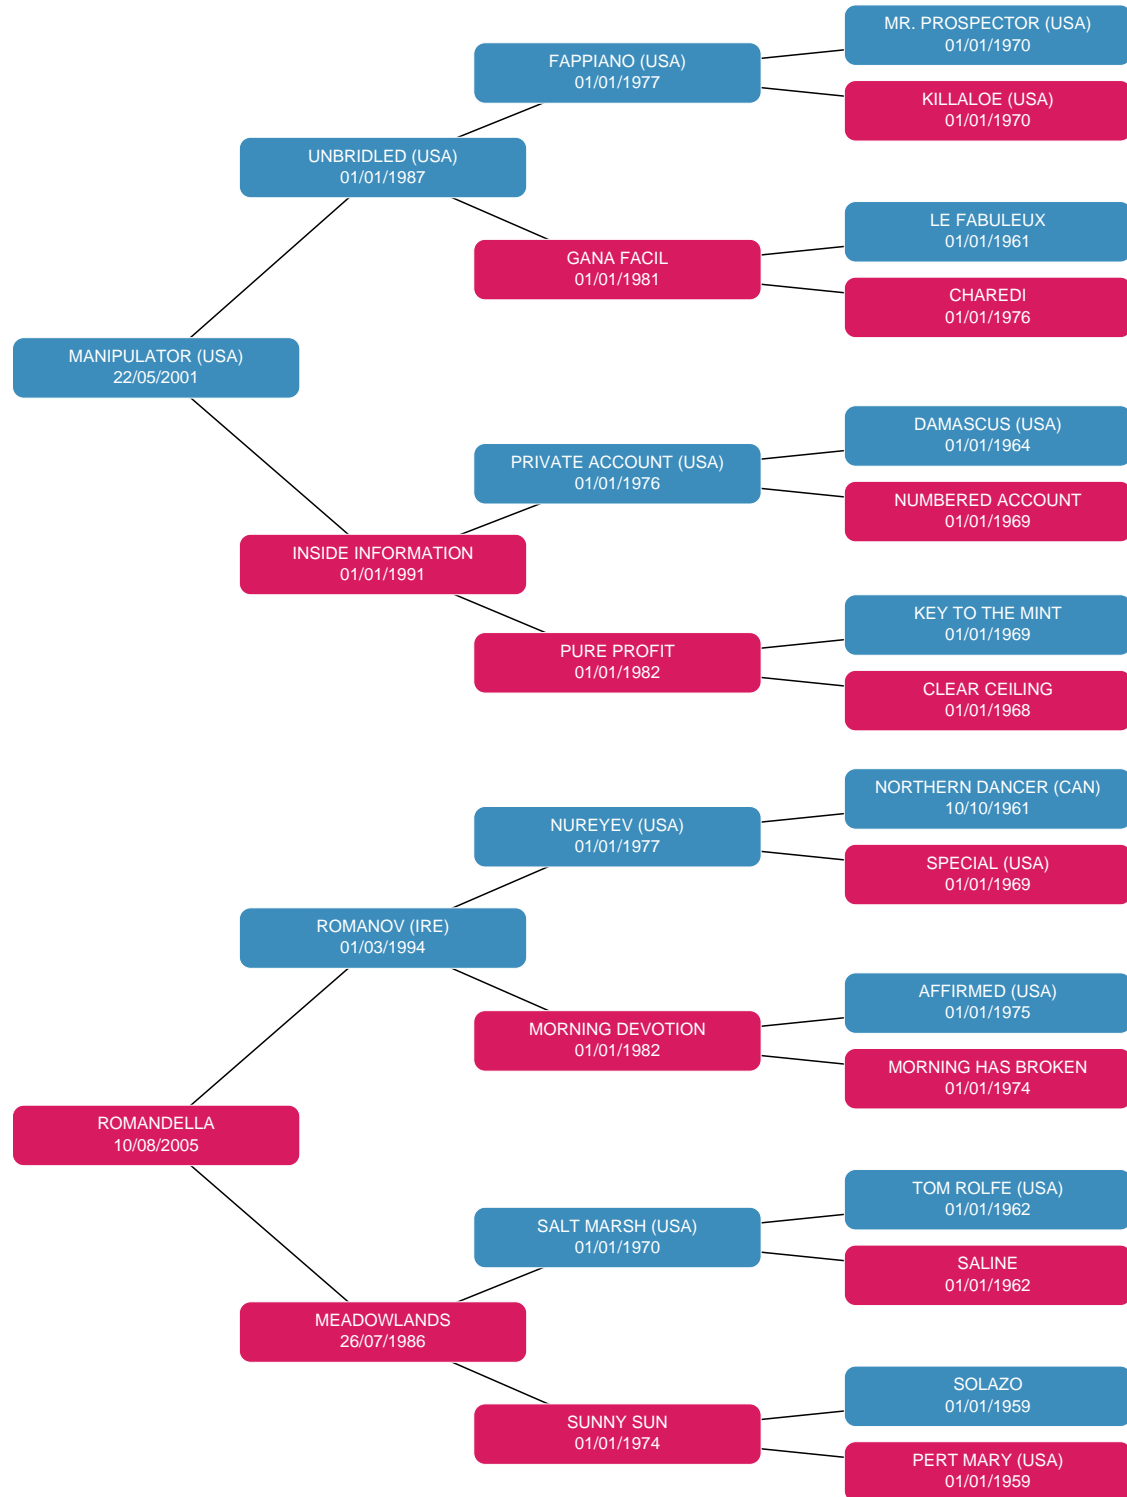 MR. PROSPECTOR (USA)
01/01/1970
FAPPIANO (USA)
01/01/1977
KILLALOE (USA)
01/01/1970
UNBRIDLED (USA)
01/01/1987
LE FABULEUX
01/01/1961
GANA FACIL
01/01/1981
CHAREDI
01/01/1976
MANIPULATOR (USA)
22/05/2001
DAMASCUS (USA)
01/01/1964
PRIVATE ACCOUNT (USA)
01/01/1976
NUMBERED ACCOUNT
01/01/1969
INSIDE INFORMATION
01/01/1991
KEY TO THE MINT
01/01/1969
PURE PROFIT
01/01/1982
CLEAR CEILING
01/01/1968
NORTHERN DANCER (CAN)
10/10/1961
NUREYEV (USA)
01/01/1977
SPECIAL (USA)
01/01/1969
ROMANOV (IRE)
01/03/1994
AFFIRMED (USA)
01/01/1975
MORNING DEVOTION
01/01/1982
MORNING HAS BROKEN
01/01/1974
ROMANDELLA
10/08/2005
TOM ROLFE (USA)
01/01/1962
SALT MARSH (USA)
01/01/1970
SALINE
01/01/1962
MEADOWLANDS
26/07/1986
SOLAZO
01/01/1959
SUNNY SUN
01/01/1974
PERT MARY (USA)
01/01/1959